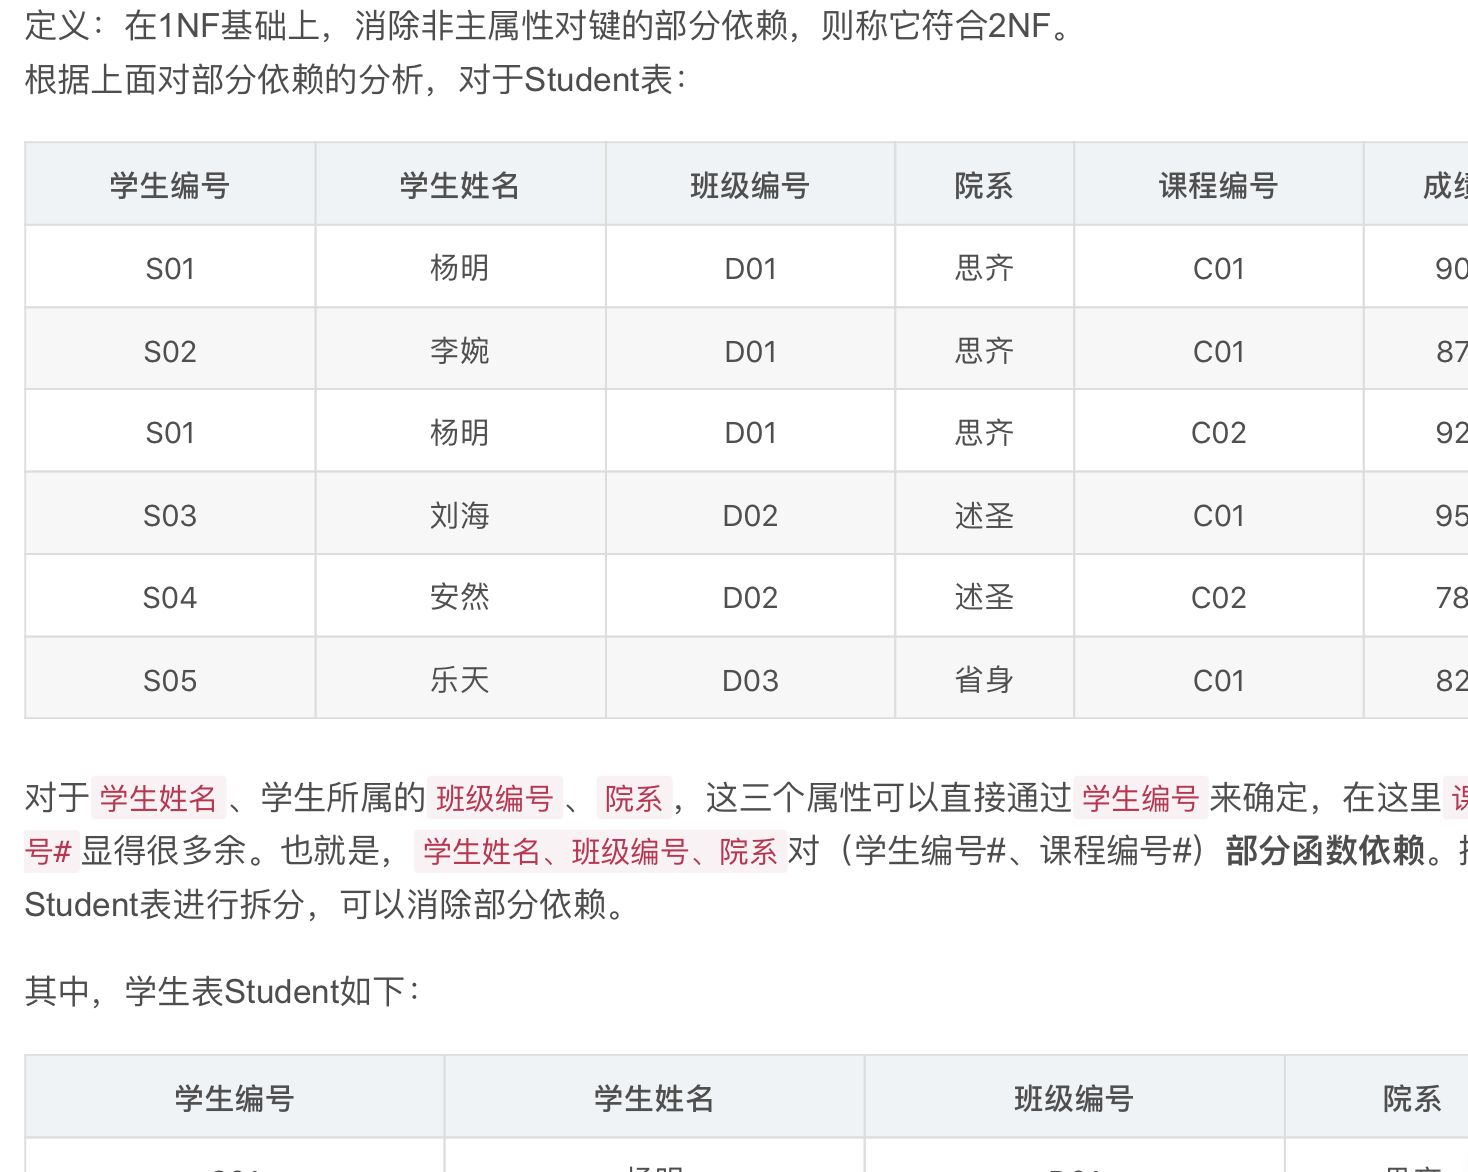 定义：在1NF基础上，消除非主属性对键的部分依赖，则称它符合2NF。
根据上面对部分依赖的分析，对于Student表：
学生编号 学生姓名 班级编号 院系 课程编号 成绩
S01 杨明 D01 思齐 C01 90
S02 李婉 D01 思齐 C01 87
S01 杨明 D01 思齐 C02 92
S03 刘海 D02 述圣 C01 95
S04 安然 D02 述圣 C02 78
S05 乐天 D03 省身 C01 82
对于学生姓名、学生所属的班级编号、院系，这三个属性可以直接通过学生编号来确定，在这里
号#显得很多余。也就是，学生姓名、班级编号、院系对（学生编号#、课程编号#）部分函数依赖。
Student表进行拆分，可以消除部分依赖。
其中，学生表Student如下：
学生编号 学生姓名 班级编号 院系